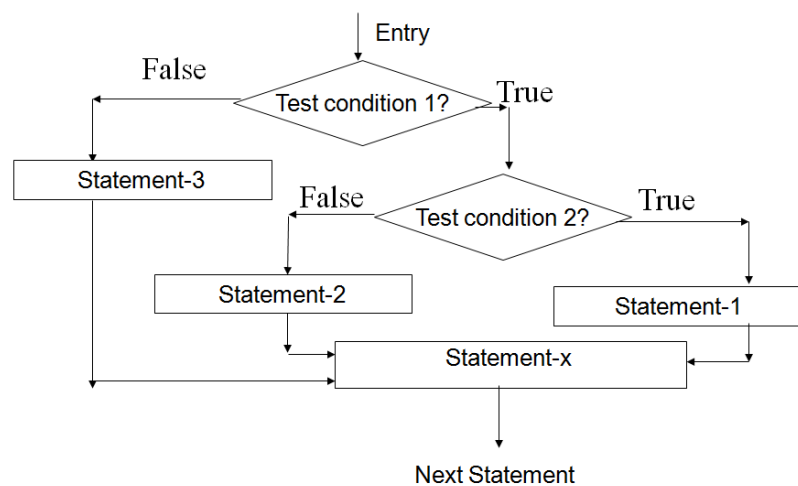 Entry
False
Test condition 1?
True
Statement-3
False
Test condition 2?
True
Statement-2
Statement-1
Statement-x
Next Statement